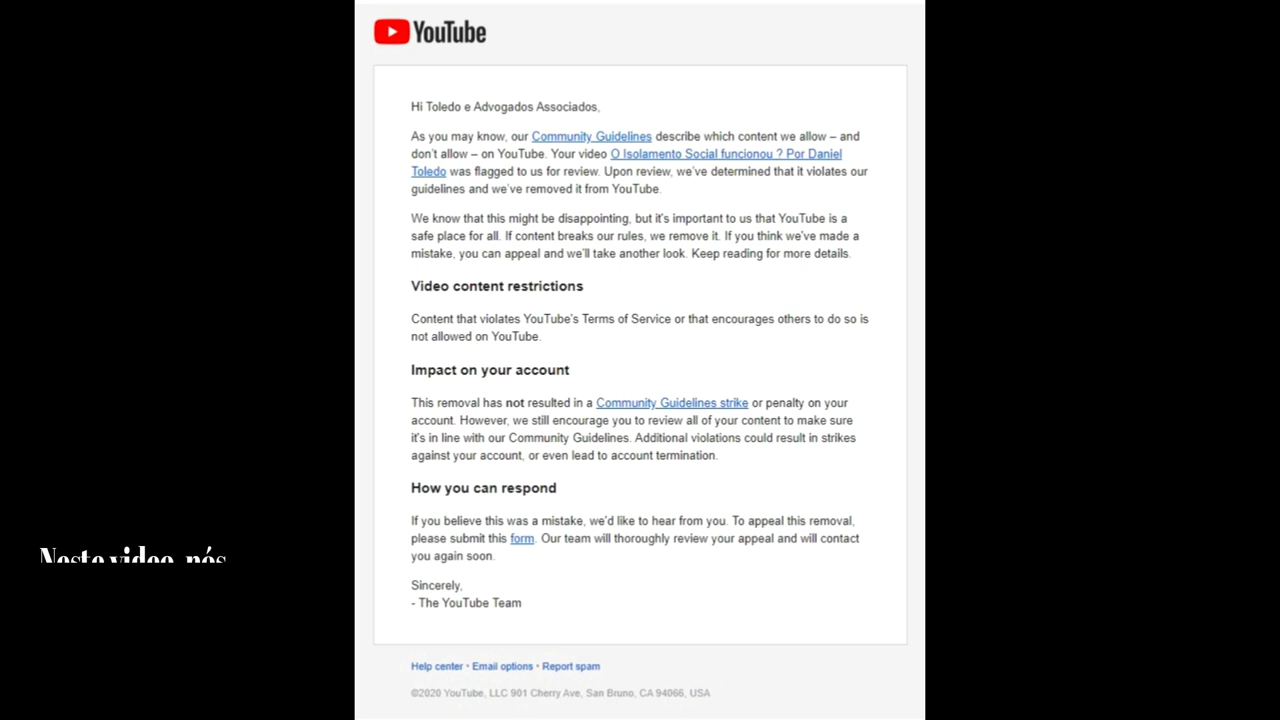 YouTube
Hi Toledo e Advogados Associados,
As you may know, our Community Guidelines describe which content we allow – and
don't allow – on YouTube. Your video O Isolamento Social funcionou ? Por Daniel
Toledo was flagged to us for review. Upon review, we've determined that it violates our
guidelines and we've removed it from YouTube.
We know that this might be disappointing, but it's important to us that YouTube is a
safe place for all. If content breaks our rules, we remove it. If you think we've made a
mistake, you can appeal and we'll take another look. Keep reading for more details.
Video content restrictions
Content that violates YouTube's Terms of Service or that encourages others to do so is
not allowed on YouTube.
Impact on your account
This removal has not resulted in a Community Guidelines strike or penalty on your
account. However, we still encourage you to review all of your content to make sure
it's in line with our Community Guidelines. Additional violations could result in strikes
against your account, or even lead to account termination.
How you can respond
If you believe this was a mistake, we'd like to hear from you. To appeal this removal,
please submit this form. Our team will thoroughly review your appeal and will contact
you again soon.
Sincerely,
- The YouTube Team
Help center • Email options • Report spam
©2020 YouTube, LLC 901 Cherry Ave, San Bruno, CA 94066, USA
Neste video, nós